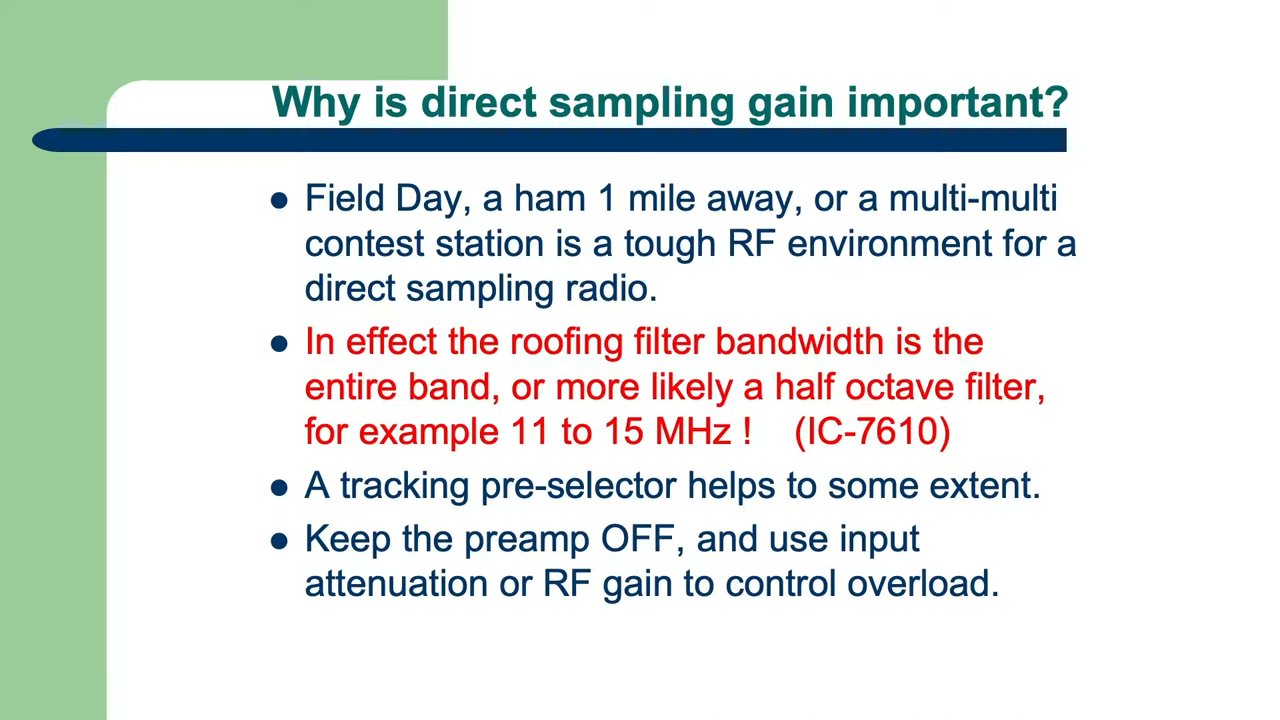 Why is direct sampling gain important?
● Field Day, a ham 1 mile away, or a multi-multi
contest station is a tough RF environment for a
direct sampling radio.
● In effect the roofing filter bandwidth is the
entire band, or more likely a half octave filter,
for example 11 to 15 MHz ! (IC-7610)
● A tracking pre-selector helps to some extent.
● Keep the preamp OFF, and use input
attenuation or RF gain to control overload.